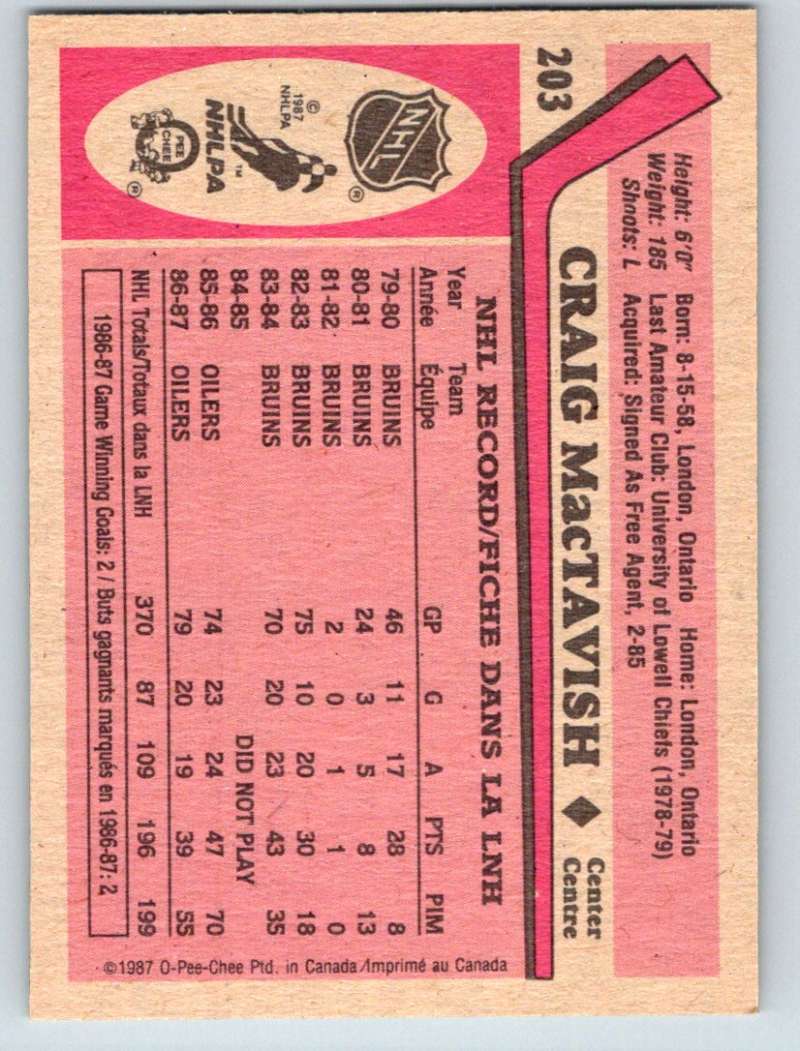 203
Height: 6'0" Born: 8-15-58, London, Ontario Home: London, Ontario
Weight: 185 Last Amateur Club: University of Lowell Chiefs (1978-79)
Shoots: L Acquired: Signed As Free Agent, 2-85
CRAIG MacTAVISH ◆ Center
Centre
NHL
®
© 1987 NHLPA
NHLPA™
O PEE CHEE
®
NHL RECORD/FICHE DANS LA LNH
Year Team GP G A PTS PIM
Année Équipe
79-80 BRUINS 46 11 17 28 8
80-81 BRUINS 24 3 5 8 13
81-82 BRUINS 2 0 1 1 0
82-83 BRUINS 75 10 20 30 18
83-84 BRUINS 70 20 23 43 35
84-85 DID NOT PLAY
85-86 OILERS 74 23 24 47 70
86-87 OILERS 79 20 19 39 55
NHL Totals/Totaux dans la LNH 370 87 109 196 199
1986-87 Game Winning Goals: 2 / Buts gagnants marqués en 1986-87: 2
©1987 O-Pee-Chee Ptd. in Canada/Imprimé au Canada